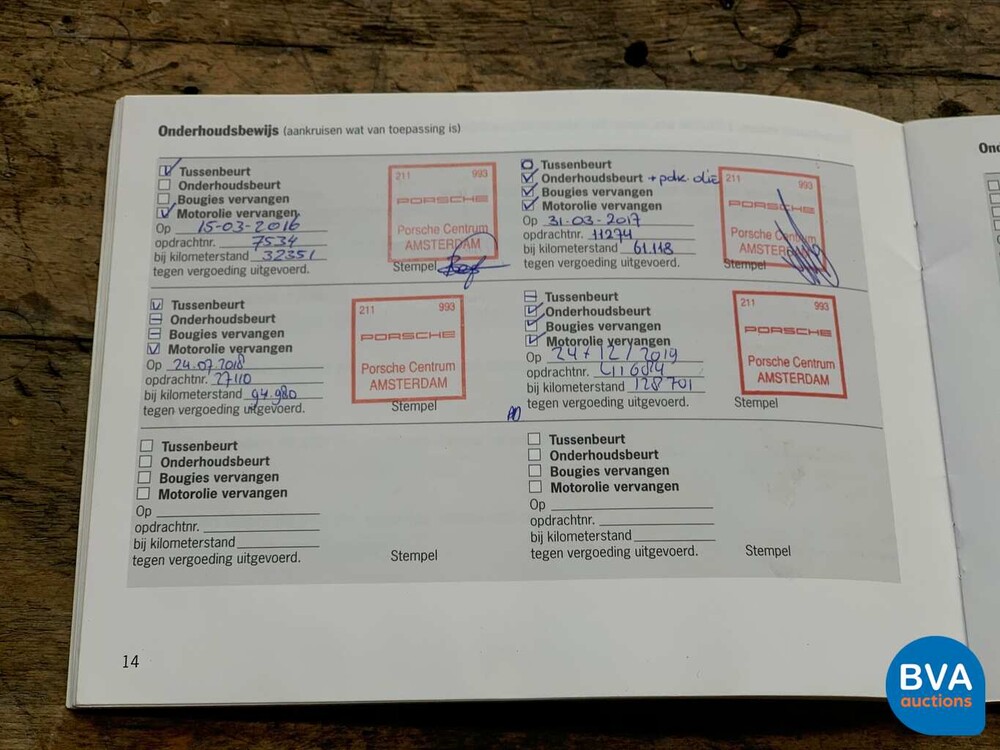 Onderhoudsbewijs (aankruisen wat van toepassing is)
Tussenbeurt
Onderhoudsbeurt
Bougies vervangen
Motorolie vervangen
Op 15-03-2016
opdrachtnr. 7534
bij kilometerstand 32351
tegen vergoeding uitgevoerd.
211 993
PORSCHE
Porsche Centrum
AMSTERDAM
Stempel
Tussenbeurt
Onderhoudsbeurt + pdk. olie
Bougies vervangen
Motorolie vervangen
Op 31-03-2017
opdrachtnr. 11274
bij kilometerstand 61.118
tegen vergoeding uitgevoerd.
211 993
PORSCHE
Porsche Centrum
AMSTERDAM
Stempel
Tussenbeurt
Onderhoudsbeurt
Bougies vervangen
Motorolie vervangen
Op 24.07.2018
opdrachtnr. 27110
bij kilometerstand 94.980
tegen vergoeding uitgevoerd.
211 993
PORSCHE
Porsche Centrum
AMSTERDAM
Stempel
Tussenbeurt
Onderhoudsbeurt
Bougies vervangen
Motorolie vervangen
Op 24/12/2019
opdrachtnr. 41684
bij kilometerstand 128701
tegen vergoeding uitgevoerd.
211 993
PORSCHE
Porsche Centrum
AMSTERDAM
Stempel
Tussenbeurt
Onderhoudsbeurt
Bougies vervangen
Motorolie vervangen
Op
opdrachtnr.
bij kilometerstand
tegen vergoeding uitgevoerd.
Stempel
Tussenbeurt
Onderhoudsbeurt
Bougies vervangen
Motorolie vervangen
Op
opdrachtnr.
bij kilometerstand
tegen vergoeding uitgevoerd.
Stempel
14
BVA
auctions